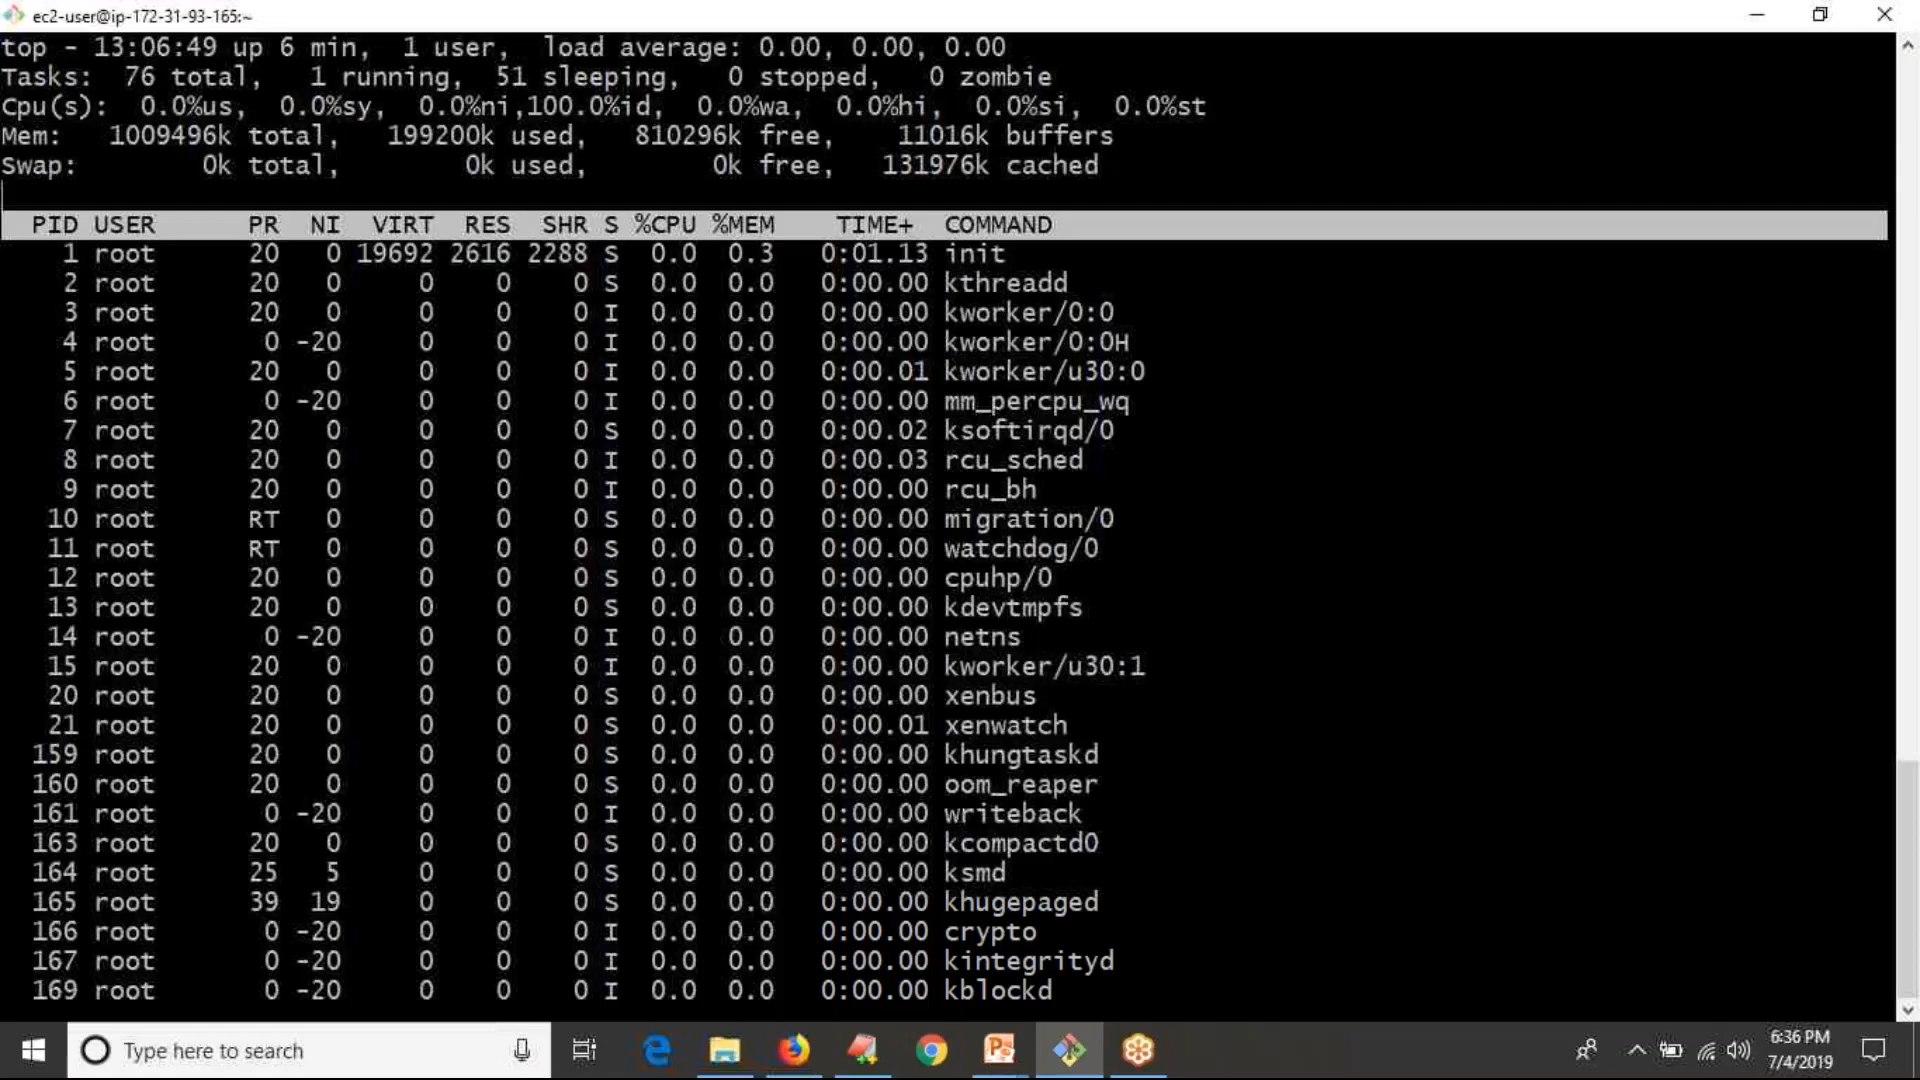 ec2-user@ip-172-31-93-165:~
top - 13:06:49 up 6 min,  1 user,  load average: 0.00, 0.00, 0.00
Tasks:  76 total,   1 running,  51 sleeping,   0 stopped,   0 zombie
Cpu(s):  0.0%us,  0.0%sy,  0.0%ni,100.0%id,  0.0%wa,  0.0%hi,  0.0%si,  0.0%st
Mem:   1009496k total,   199200k used,   810296k free,    11016k buffers
Swap:        0k total,        0k used,        0k free,   131976k cached
PID USER      PR  NI  VIRT  RES  SHR S %CPU %MEM    TIME+  COMMAND
1 root      20   0 19692 2616 2288 S  0.0  0.3   0:01.13 init
2 root      20   0     0    0    0 S  0.0  0.0   0:00.00 kthreadd
3 root      20   0     0    0    0 I  0.0  0.0   0:00.00 kworker/0:0
4 root       0 -20     0    0    0 I  0.0  0.0   0:00.00 kworker/0:0H
5 root      20   0     0    0    0 I  0.0  0.0   0:00.01 kworker/u30:0
6 root       0 -20     0    0    0 I  0.0  0.0   0:00.00 mm_percpu_wq
7 root      20   0     0    0    0 S  0.0  0.0   0:00.02 ksoftirqd/0
8 root      20   0     0    0    0 I  0.0  0.0   0:00.03 rcu_sched
9 root      20   0     0    0    0 I  0.0  0.0   0:00.00 rcu_bh
10 root      RT   0     0    0    0 S  0.0  0.0   0:00.00 migration/0
11 root      RT   0     0    0    0 S  0.0  0.0   0:00.00 watchdog/0
12 root      20   0     0    0    0 S  0.0  0.0   0:00.00 cpuhp/0
13 root      20   0     0    0    0 S  0.0  0.0   0:00.00 kdevtmpfs
14 root       0 -20     0    0    0 I  0.0  0.0   0:00.00 netns
15 root      20   0     0    0    0 I  0.0  0.0   0:00.00 kworker/u30:1
20 root      20   0     0    0    0 S  0.0  0.0   0:00.00 xenbus
21 root      20   0     0    0    0 S  0.0  0.0   0:00.01 xenwatch
159 root      20   0     0    0    0 S  0.0  0.0   0:00.00 khungtaskd
160 root      20   0     0    0    0 S  0.0  0.0   0:00.00 oom_reaper
161 root       0 -20     0    0    0 I  0.0  0.0   0:00.00 writeback
163 root      20   0     0    0    0 S  0.0  0.0   0:00.00 kcompactd0
164 root      25   5     0    0    0 S  0.0  0.0   0:00.00 ksmd
165 root      39  19     0    0    0 S  0.0  0.0   0:00.00 khugepaged
166 root       0 -20     0    0    0 I  0.0  0.0   0:00.00 crypto
167 root       0 -20     0    0    0 I  0.0  0.0   0:00.00 kintegrityd
169 root       0 -20     0    0    0 I  0.0  0.0   0:00.00 kblockd
Type here to search
6:36 PM
7/4/2019